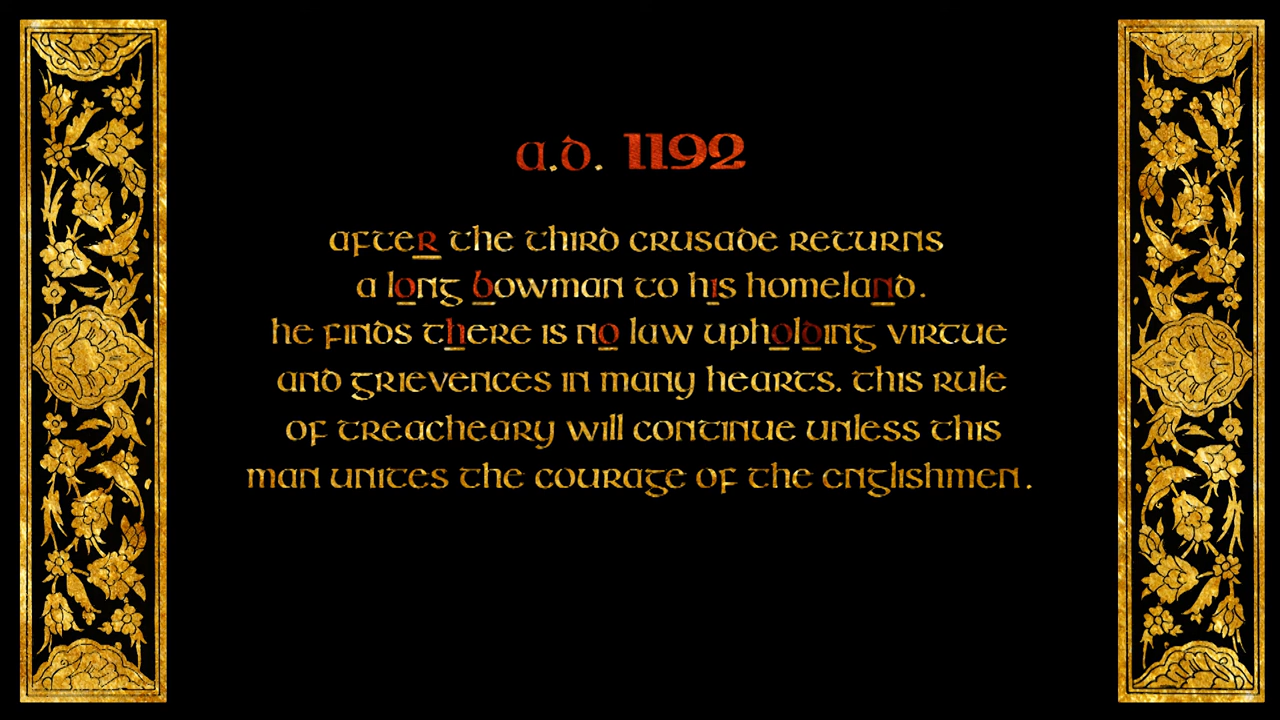 a.d. 1192
after the third crusade returns
a long bowman to his homeland.
he finds there is no law upholding virtue
and grievences in many hearts. this rule
of treacheary will continue unless this
man unites the courage of the englishmen.